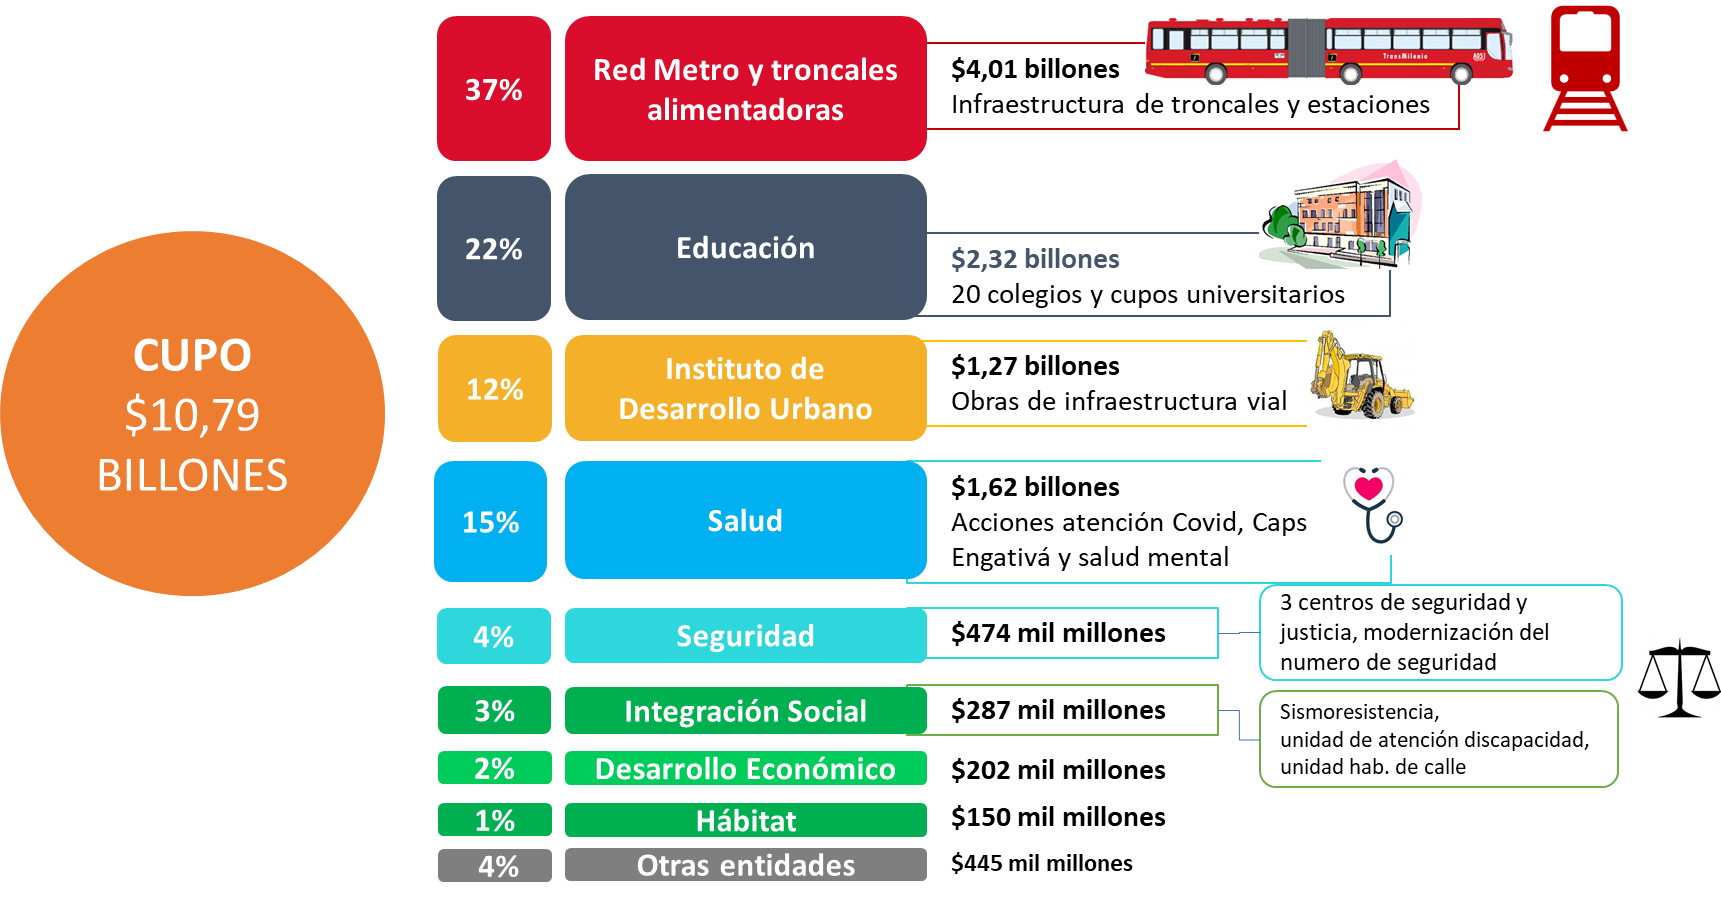 CUPO
$10,79
BILLONES
37%
Red Metro y troncales
alimentadoras
$4,01 billones
Infraestructura de troncales y estaciones
TransMilenio
A051
22%
Educación
$2,32 billones
20 colegios y cupos universitarios
12%
Instituto de
Desarrollo Urbano
$1,27 billones
Obras de infraestructura vial
15%
Salud
$1,62 billones
Acciones atención Covid, Caps
Engativá y salud mental
4%
Seguridad
$474 mil millones
3 centros de seguridad y
justicia, modernización del
numero de seguridad
3%
Integración Social
$287 mil millones
Sismoresistencia,
unidad de atención discapacidad,
unidad hab. de calle
2%
Desarrollo Económico
$202 mil millones
1%
Hábitat
$150 mil millones
4%
Otras entidades
$445 mil millones